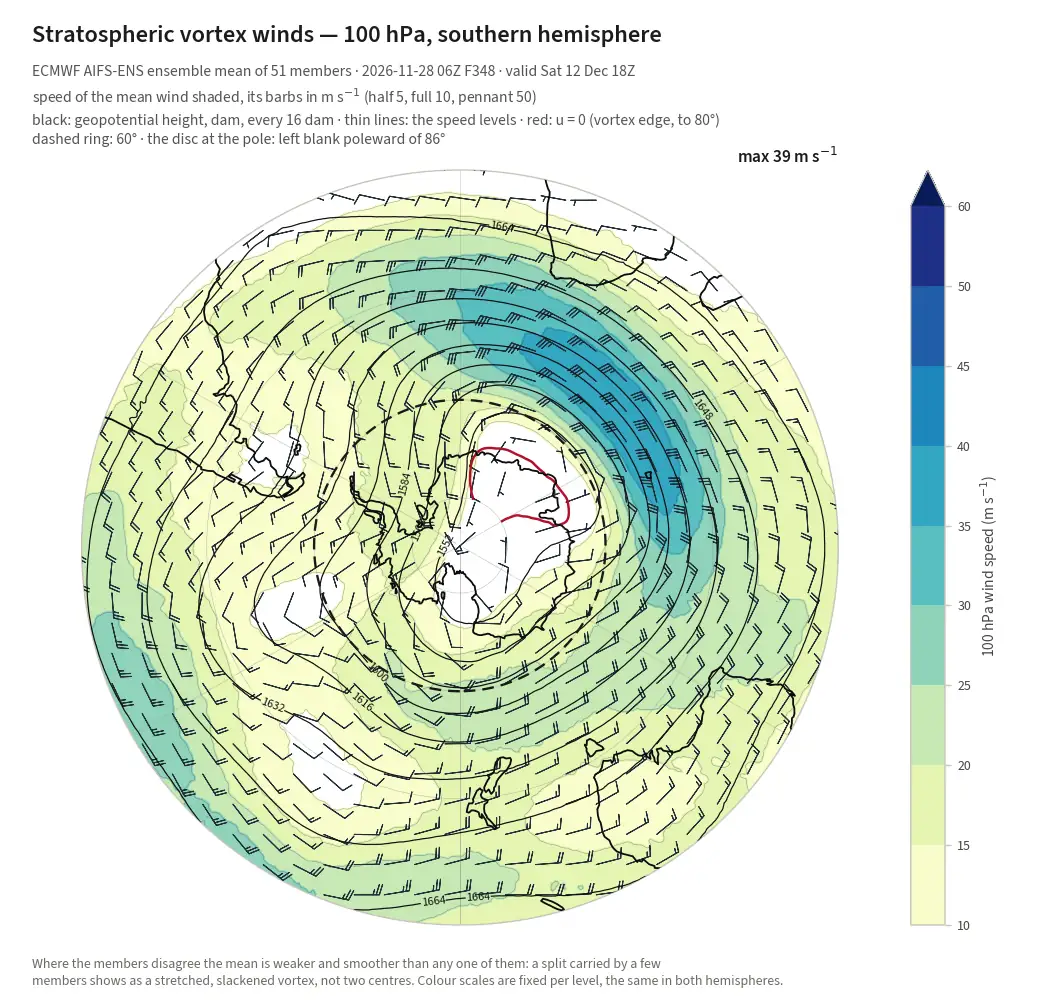 Stratospheric vortex winds — 100 hPa, southern hemisphere
ECMWF AIFS-ENS ensemble mean of 51 members · 2026-11-28 06Z F348 · valid Sat 12 Dec 18Z
speed of the mean wind shaded, its barbs in m s⁻¹ (half 5, full 10, pennant 50)
black: geopotential height, dam, every 16 dam · thin lines: the speed levels · red: u = 0 (vortex edge, to 80°)
dashed ring: 60° · the disc at the pole: left blank poleward of 86°
max 39 m s⁻¹
60
50
45
40
35
30
25
20
15
10
100 hPa wind speed (m s⁻¹)
1664
1648
1584
1600
1616
1632
1664
1664
Where the members disagree the mean is weaker and smoother than any one of them: a split carried by a few
members shows as a stretched, slackened vortex, not two centres. Colour scales are fixed per level, the same in both hemispheres.